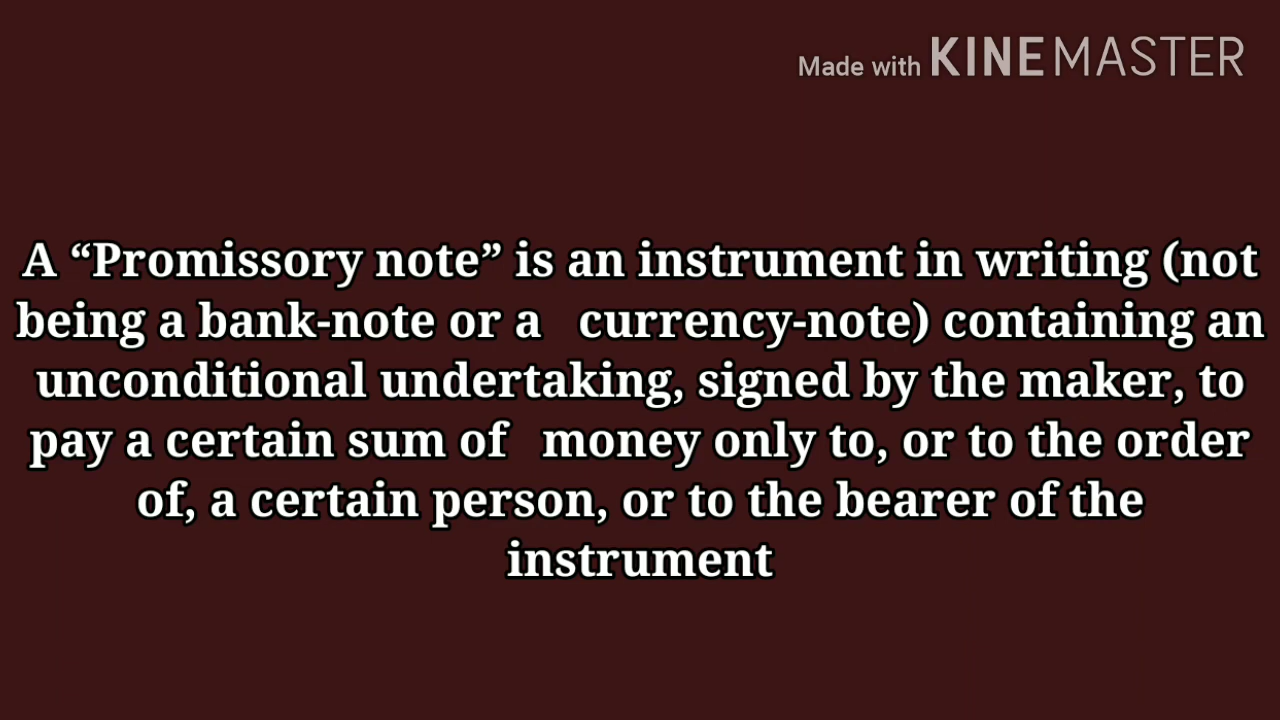 Made with KINEMASTER
A “Promissory note” is an instrument in writing (not
being a bank-note or a   currency-note) containing an
unconditional undertaking, signed by the maker, to
pay a certain sum of   money only to, or to the order
of, a certain person, or to the bearer of the
instrument